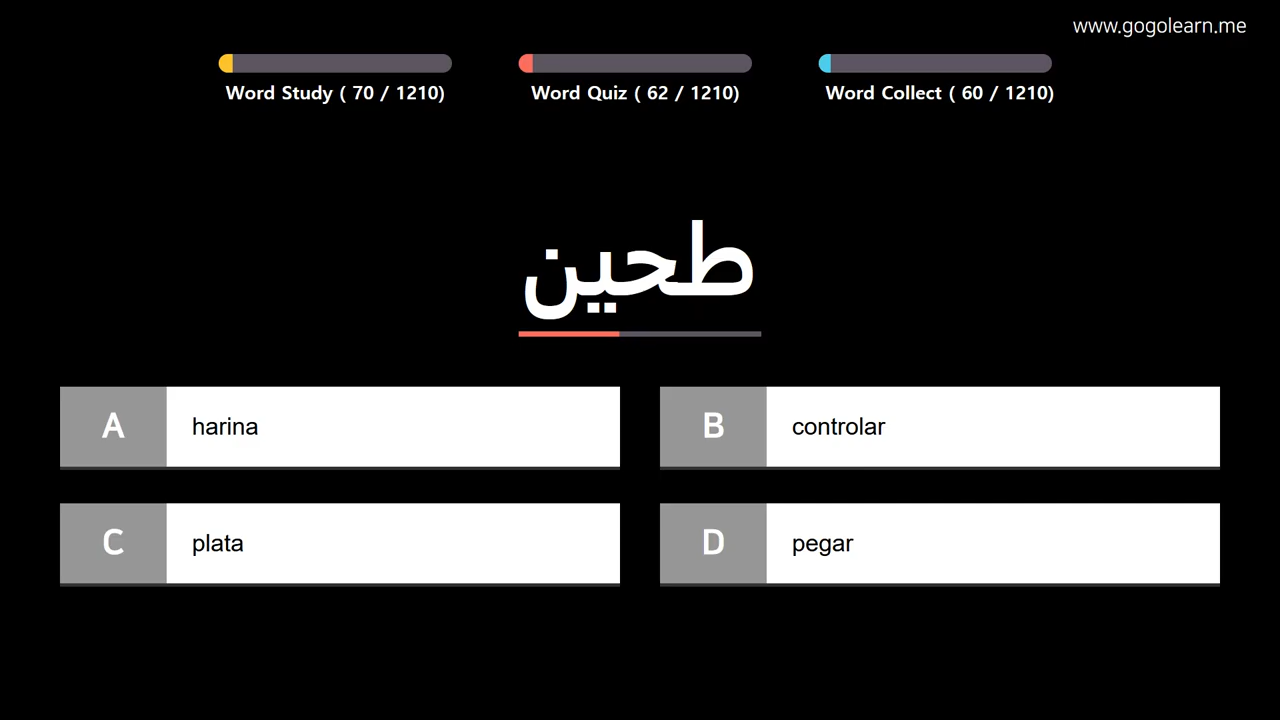 www.gogolearn.me
Word Study ( 70 / 1210)
Word Quiz ( 62 / 1210)
Word Collect ( 60 / 1210)
طحين
A harina
B controlar
C plata
D pegar